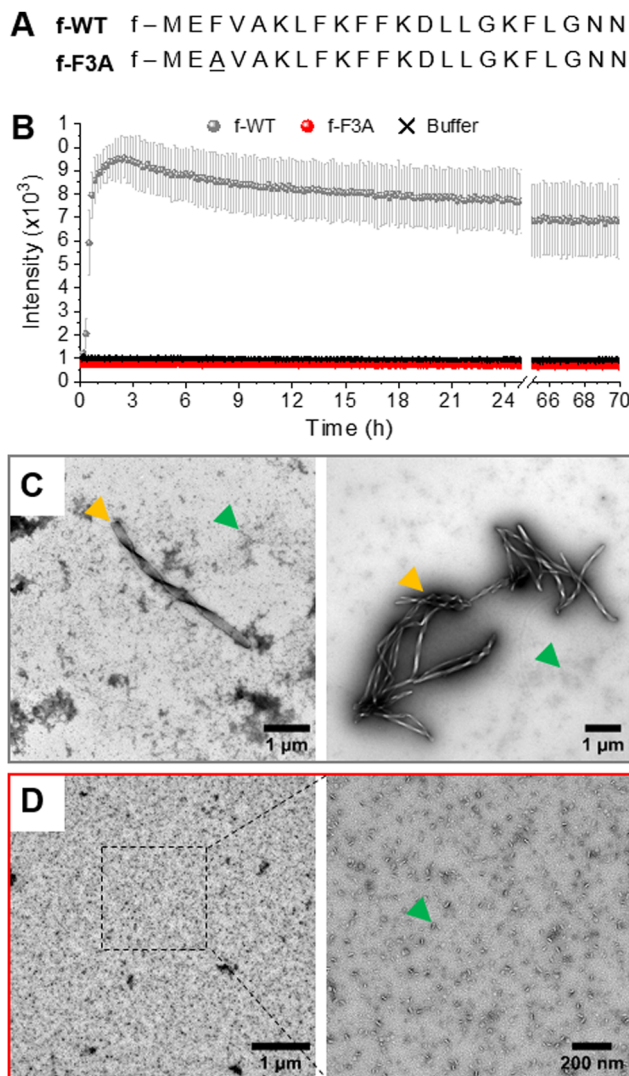 A f-WT f–MEFVAKLFKFFKDLLGKFLGNN
f-F3A f–MEAVAKLFKFFKDLLGKFLGNN
B
f-WT f-F3A Buffer
Intensity (x10³)
1
0
9
8
7
6
5
4
3
2
1
0
0 3 6 9 12 15 18 21 24 66 68 70
Time (h)
C
1 µm
1 µm
D
1 µm
200 nm